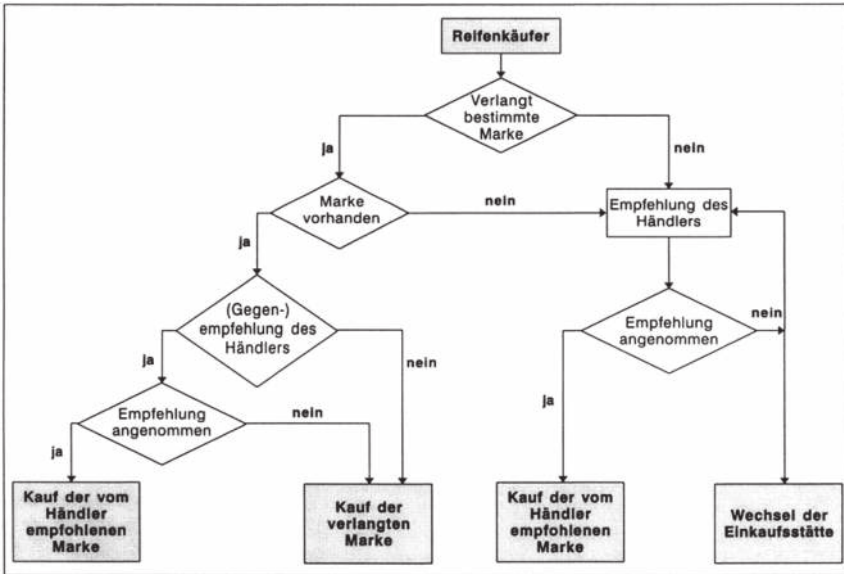 Reifenkäufer
Verlangt
bestimmte
Marke
ja
nein
Marke
vorhanden
nein
Empfehlung des
Händlers
ja
(Gegen-)
empfehlung des
Händlers
Empfehlung
angenommen
nein
ja
nein
Empfehlung
angenommen
nein
ja
ja
Kauf der vom
Händler
empfohlenen
Marke
Kauf der
verlangten
Marke
Kauf der vom
Händler
empfohlenen
Marke
Wechsel der
Einkaufsstätte